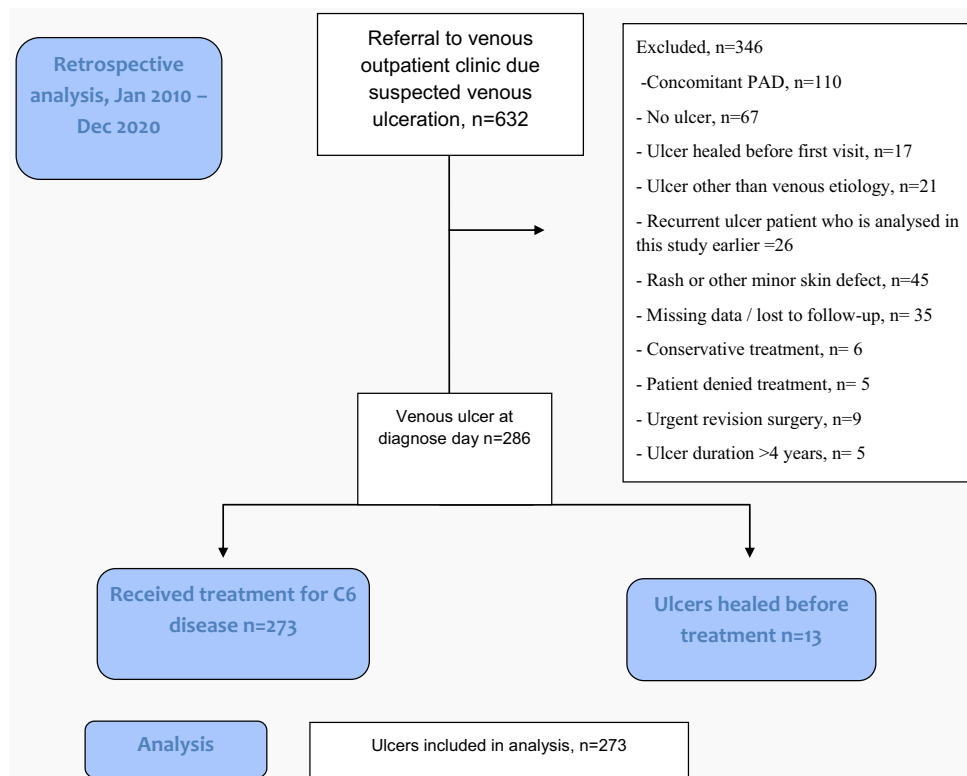 Retrospective
analysis, Jan 2010 –
Dec 2020
Referral to venous
outpatient clinic due
suspected venous
ulceration, n=632
Excluded, n=346
-Concomitant PAD, n=110
- No ulcer, n=67
- Ulcer healed before first visit, n=17
- Ulcer other than venous etiology, n=21
- Recurrent ulcer patient who is analysed in
this study earlier =26
- Rash or other minor skin defect, n=45
- Missing data / lost to follow-up, n= 35
- Conservative treatment, n= 6
- Patient denied treatment, n= 5
- Urgent revision surgery, n=9
- Ulcer duration >4 years, n= 5
Venous ulcer at
diagnose day n=286
Received treatment for C6
disease n=273
Ulcers healed before
treatment n=13
Analysis
Ulcers included in analysis, n=273